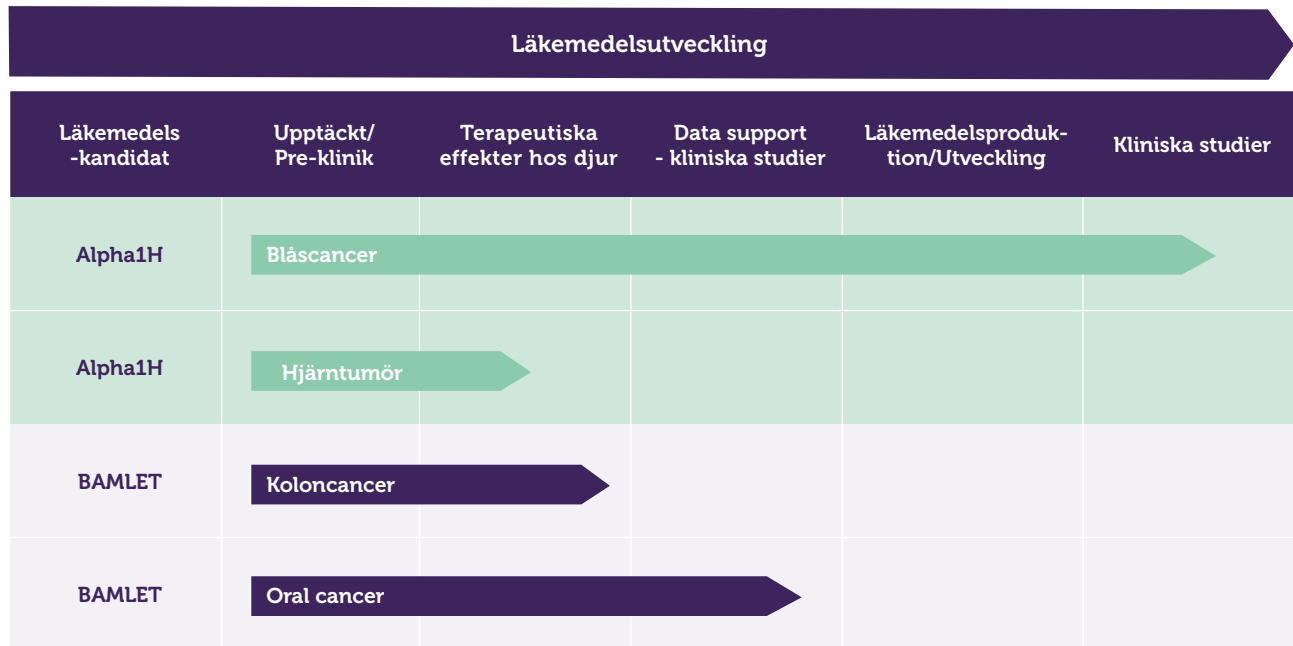 Läkemedelsutveckling
Läkemedels
-kandidat
Upptäckt/
Pre-klinik
Terapeutiska
effekter hos djur
Data support
- kliniska studier
Läkemedelsproduk-
tion/Utveckling
Kliniska studier
Alpha1H
Blåscancer
Alpha1H
Hjärntumör
BAMLET
Koloncancer
BAMLET
Oral cancer